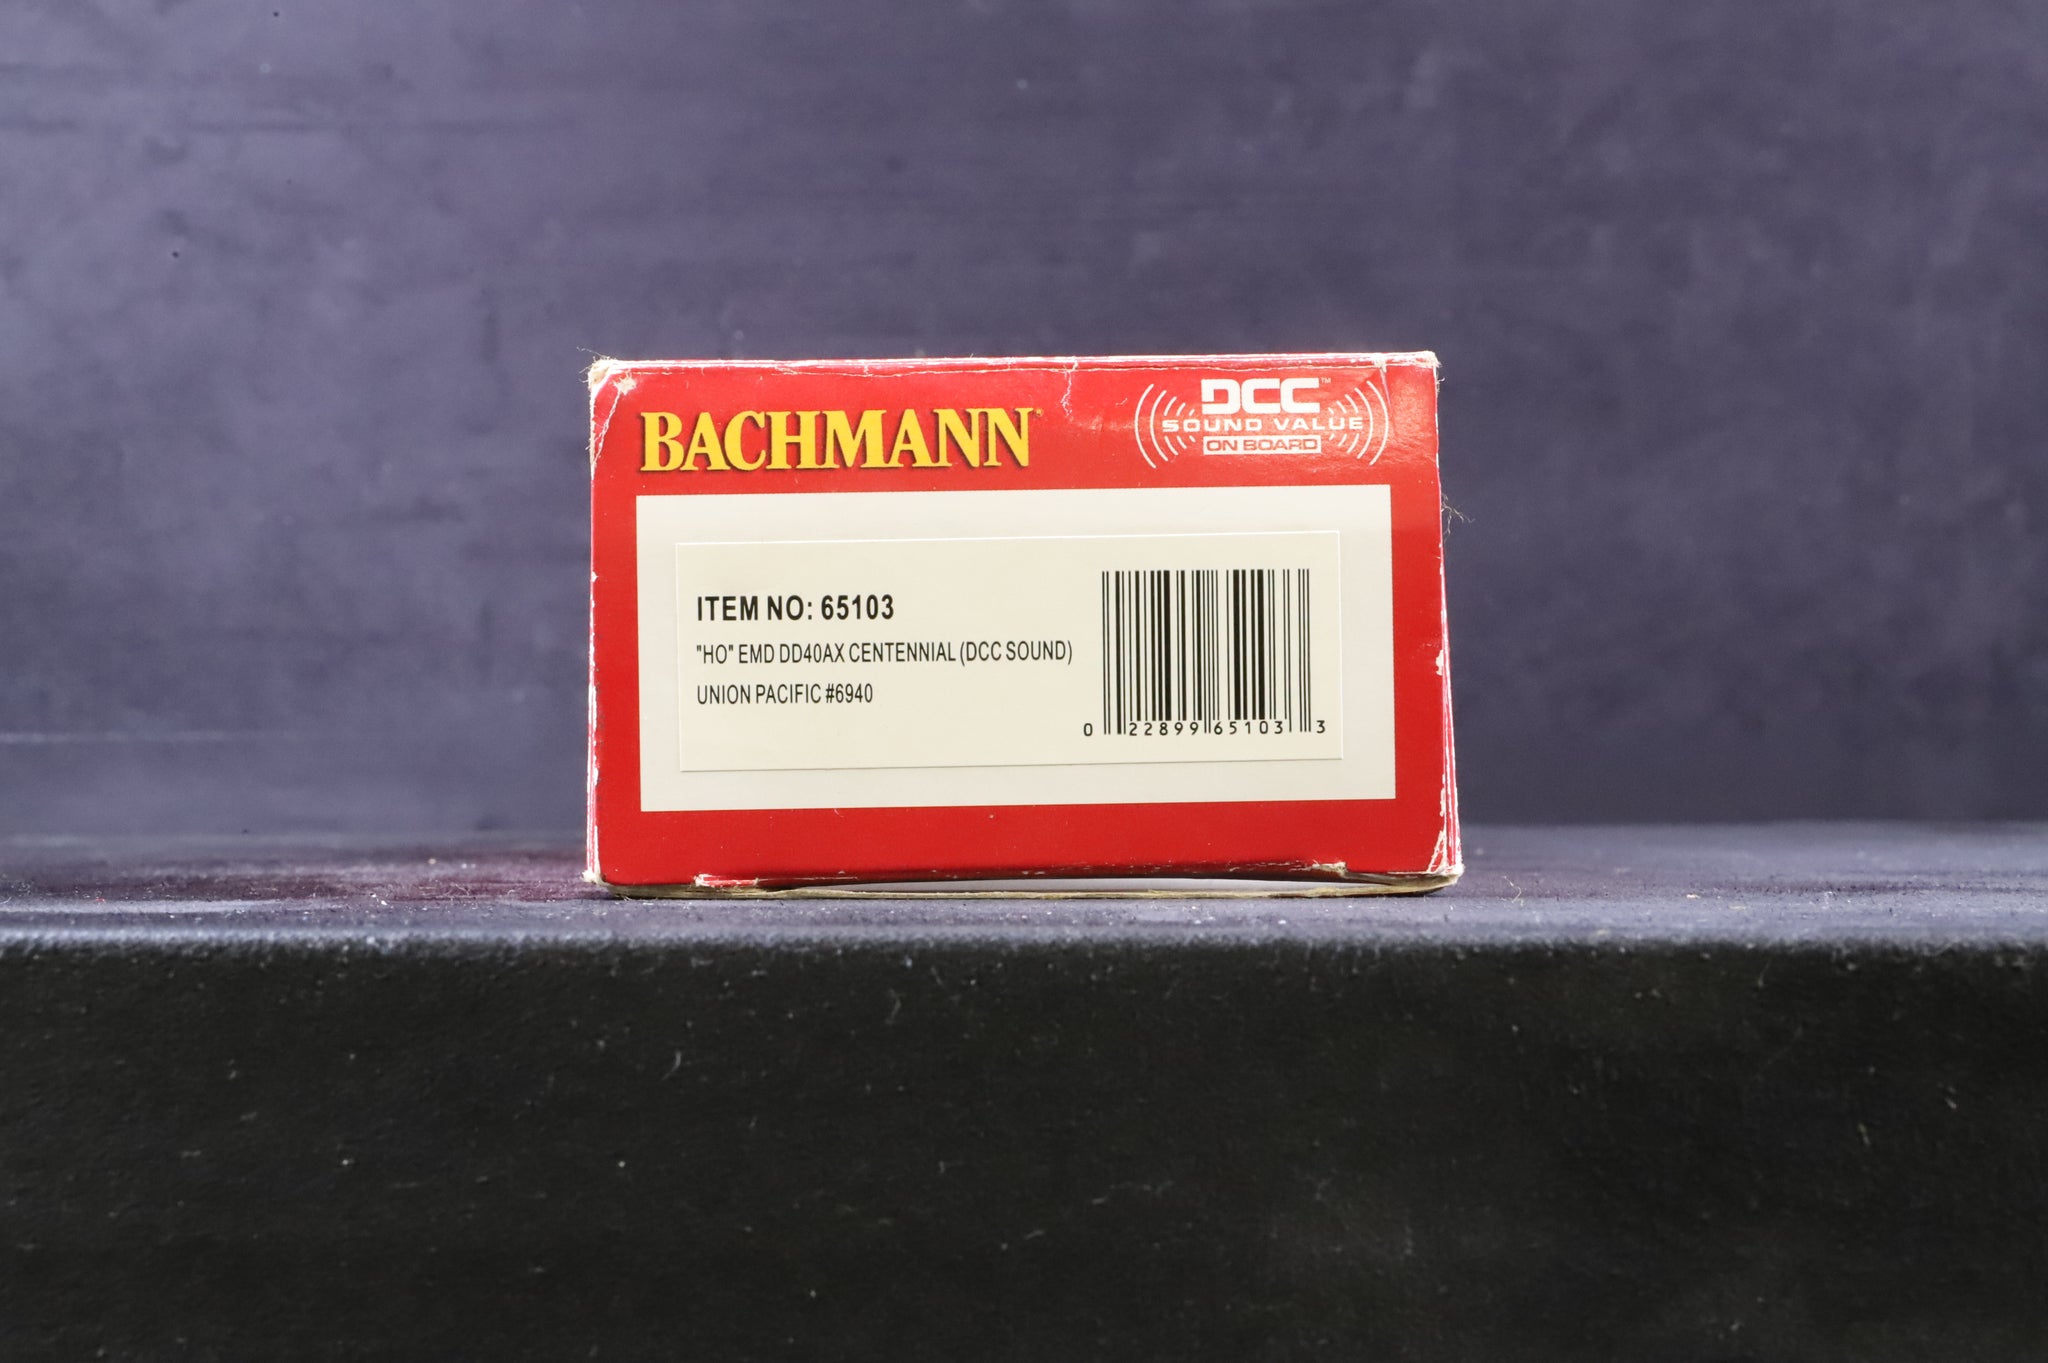 BACHMANN
DCC™
SOUND VALUE
ON BOARD
ITEM NO: 65103
"HO" EMD DD40AX CENTENNIAL (DCC SOUND)
UNION PACIFIC #6940
0 22899 65103 3